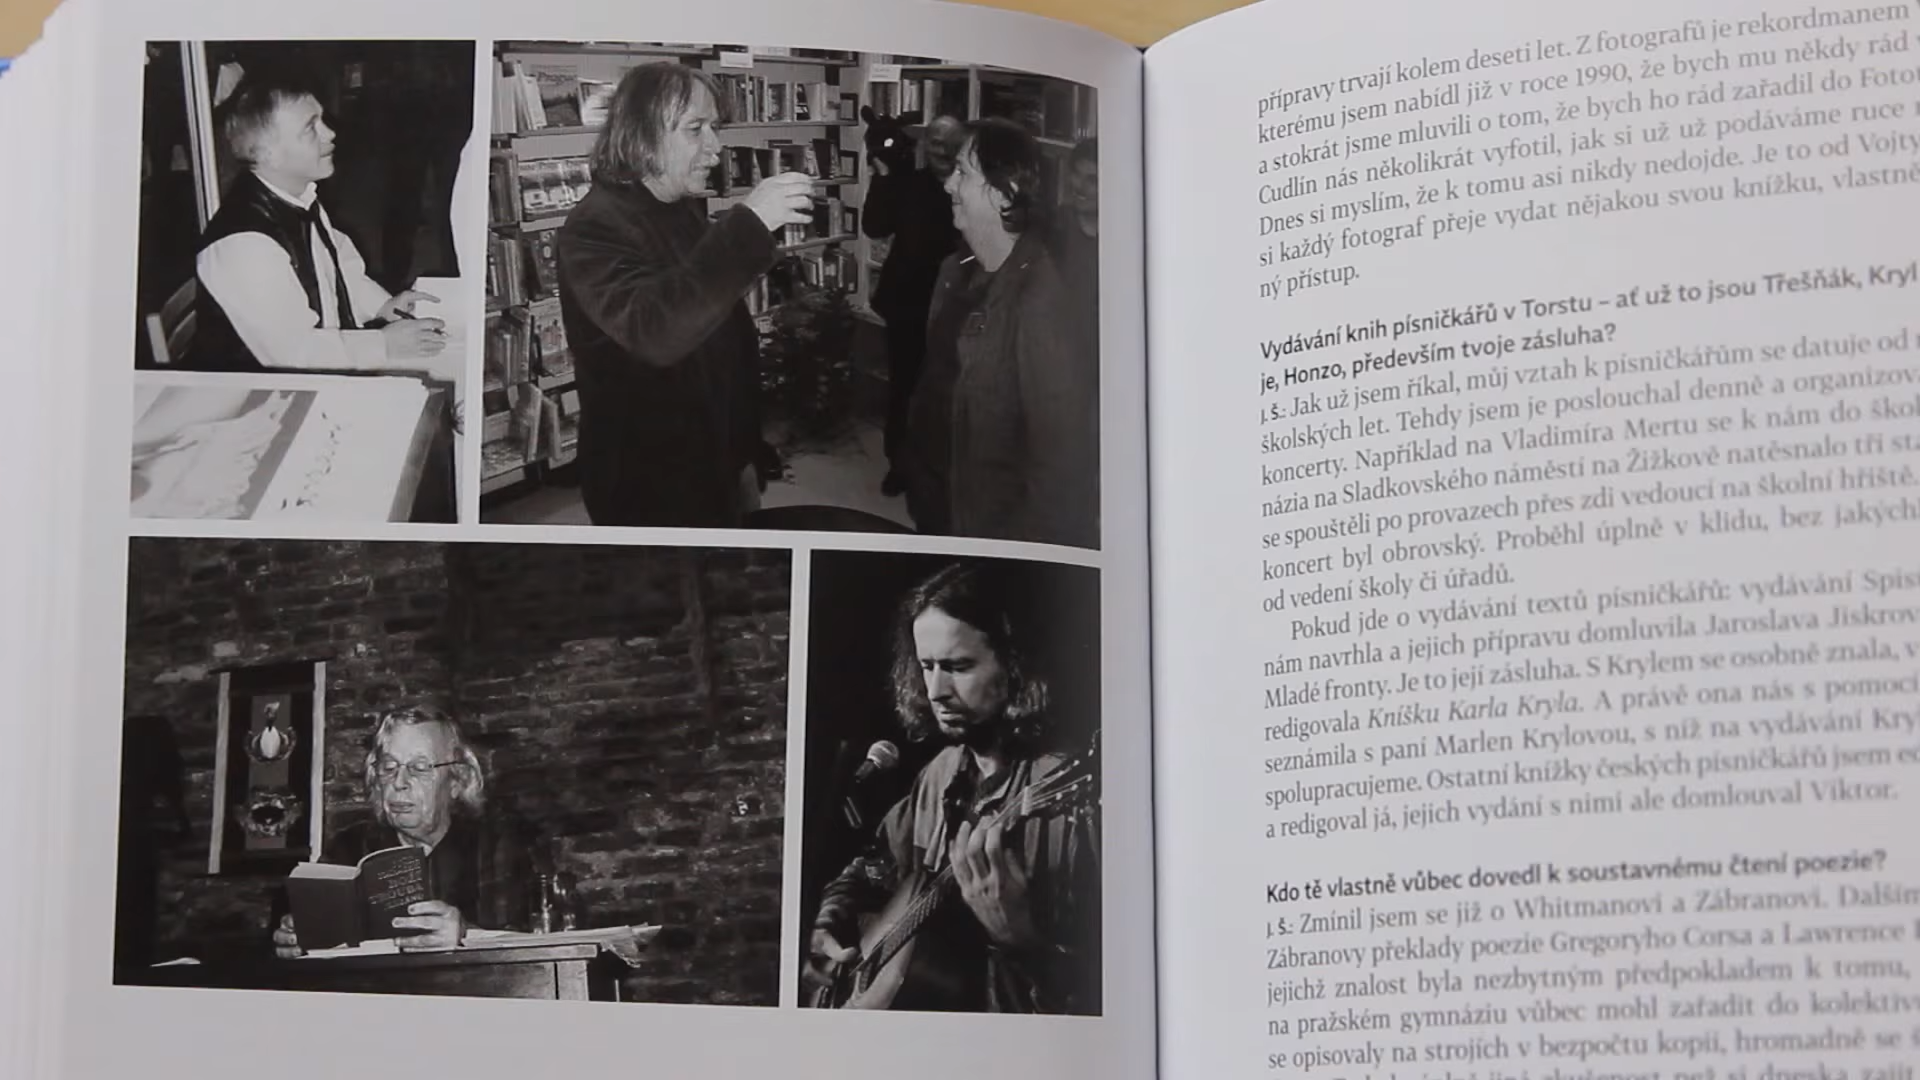 Prague
BOŽÍ
DOUBA
přípravy trvají kolem deseti let. Z fotografů je rekordmanem
kterému jsem nabídl již v roce 1990, že bych mu někdy rád
a stokrát jsme mluvili o tom, že bych ho rád zařadil do
Cudlín nás několikrát vyfotil, jak si už už podáváme ruce
Dnes si myslím, že k tomu asi nikdy nedojde. Je to od Vojty
si každý fotograf přeje vydat nějakou svou knížku, vlastně
ný přístup.
Vydávání knih písničkářů v Torstu – ať už to jsou Třešňák, Kryl
je, Honzo, především tvoje zásluha?
J. Š.: Jak už jsem říkal, můj vztah k písničkářům se datuje od
školských let. Tehdy jsem je poslouchal denně a organizov
koncerty. Například na Vladimíra Mertu se k nám do škol
názia na Sladkovského náměstí na Žižkově natěsnalo tři
se spouštěli po provazech přes zdi vedoucí na školní hřiště.
koncert byl obrovský. Proběhl úplně v klidu, bez jakých
od vedení školy či úřadů.
Pokud jde o vydávání textů písničkářů: vydávání
nám navrhla a jejich přípravu domluvila Jaroslava Jiskrov
Mladé fronty. Je to její zásluha. S Krylem se osobně znala,
redigovala Kníšku Karla Kryla. A právě ona nás s pomocí
seznámila s paní Marlen Krylovou, s níž na vydávání
spolupracujeme. Ostatní knížky českých písničkářů jsem
a redigoval já, jejich vydání s nimi ale domlouval Viktor.
Kdo tě vlastně vůbec dovedl k soustavnému čtení poezie?
J. Š.: Zmínil jsem se již o Whitmanovi a Zábranovi. Dalším
Zábranovy překlady poezie Gregoryho Corsa a Lawrence
jejichž znalost byla nezbytným předpokladem k tomu,
na pražském gymnáziu vůbec mohl zařadit do kolektiv
se opisovaly na strojích v bezpočtu kopií, hromadně se